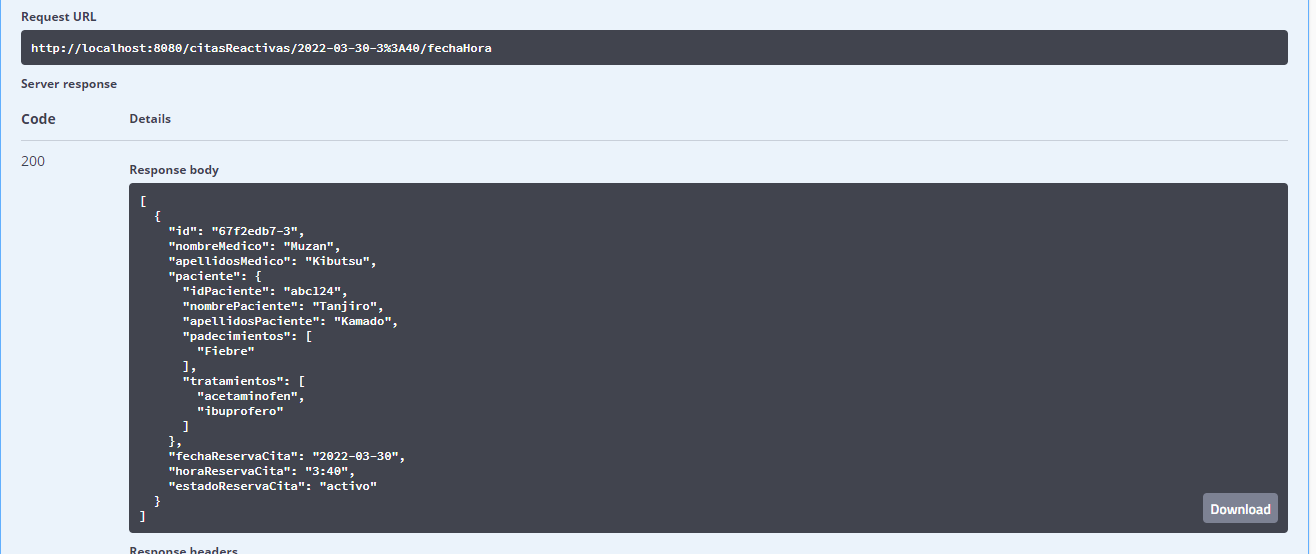 Request URL
http://localhost:8080/citasReactivas/2022-03-30-3%3A40/fechaHora
Server response
Code Details
200
Response body
[
  {
    "id": "67f2edb7-3",
    "nombreMedico": "Muzan",
    "apellidosMedico": "Kibutsu",
    "paciente": {
      "idPaciente": "abc124",
      "nombrePaciente": "Tanjiro",
      "apellidosPaciente": "Kamado",
      "padecimientos": [
        "Fiebre"
      ],
      "tratamientos": [
        "acetaminofen",
        "ibuprofero"
      ]
    },
    "fechaReservaCita": "2022-03-30",
    "horaReservaCita": "3:40",
    "estadoReservaCita": "activo"
  }
]
Download
Response headers